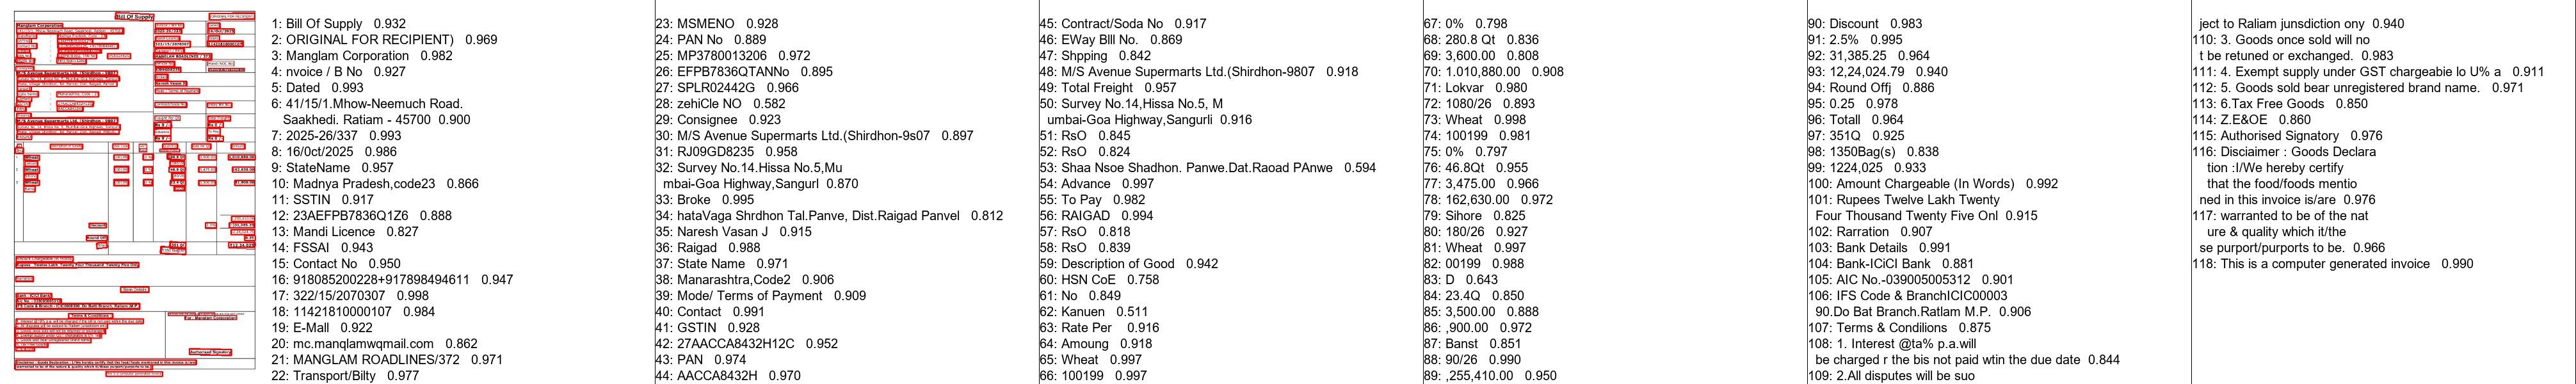 1: Bill Of Supply 0.932
2: ORIGINAL FOR RECIPIENT) 0.969
3: Manglam Corporation 0.982
4: nvoice / B No 0.927
5: Dated 0.993
6: 41/15/1.Mhow-Neemuch Road.
Saakhedi. Ratiam - 45700 0.900
7: 2025-26/337 0.993
8: 16/0ct/2025 0.986
9: StateName 0.957
10: Madnya Pradesh,code23 0.866
11: SSTIN 0.917
12: 23AEFPB7836Q1Z6 0.888
13: Mandi Licence 0.827
14: FSSAI 0.943
15: Contact No 0.950
16: 918085200228+917898494611 0.947
17: 322/15/2070307 0.998
18: 11421810000107 0.984
19: E-Mall 0.922
20: mc.manqlamwqmail.com 0.862
21: MANGLAM ROADLINES/372 0.971
22: Transport/Bilty 0.977
23: MSMENO 0.928
24: PAN No 0.889
25: MP3780013206 0.972
26: EFPB7836QTANNo 0.895
27: SPLR02442G 0.966
28: zehiCle NO 0.582
29: Consignee 0.923
30: M/S Avenue Supermarts Ltd.(Shirdhon-9s07 0.897
31: RJ09GD8235 0.958
32: Survey No.14.Hissa No.5,Mu
mbai-Goa Highway,Sangurl 0.870
33: Broke 0.995
34: hataVaga Shrdhon Tal.Panve, Dist.Raigad Panvel 0.812
35: Naresh Vasan J 0.915
36: Raigad 0.988
37: State Name 0.971
38: Manarashtra,Code2 0.906
39: Mode/ Terms of Payment 0.909
40: Contact 0.991
41: GSTIN 0.928
42: 27AACCA8432H12C 0.952
43: PAN 0.974
44: AACCA8432H 0.970
45: Contract/Soda No 0.917
46: EWay Blll No. 0.869
47: Shpping 0.842
48: M/S Avenue Supermarts Ltd.(Shirdhon-9807 0.918
49: Total Freight 0.957
50: Survey No.14,Hissa No.5, M
umbai-Goa Highway,Sangurli 0.916
51: RsO 0.845
52: RsO 0.824
53: Shaa Nsoe Shadhon. Panwe.Dat.Raoad PAnwe 0.594
54: Advance 0.997
55: To Pay 0.982
56: RAIGAD 0.994
57: RsO 0.818
58: RsO 0.839
59: Description of Good 0.942
60: HSN CoE 0.758
61: No 0.849
62: Kanuen 0.511
63: Rate Per 0.916
64: Amoung 0.918
65: Wheat 0.997
66: 100199 0.997
67: 0% 0.798
68: 280.8 Qt 0.836
69: 3,600.00 0.808
70: 1.010,880.00 0.908
71: Lokvar 0.980
72: 1080/26 0.893
73: Wheat 0.998
74: 100199 0.981
75: 0% 0.797
76: 46.8Qt 0.955
77: 3,475.00 0.966
78: 162,630.00 0.972
79: Sihore 0.825
80: 180/26 0.927
81: Wheat 0.997
82: 00199 0.988
83: D 0.643
84: 23.4Q 0.850
85: 3,500.00 0.888
86: ,900.00 0.972
87: Banst 0.851
88: 90/26 0.990
89: ,255,410.00 0.950
90: Discount 0.983
91: 2.5% 0.995
92: 31,385.25 0.964
93: 12,24,024.79 0.940
94: Round Offj 0.886
95: 0.25 0.978
96: Totall 0.964
97: 351Q 0.925
98: 1350Bag(s) 0.838
99: 1224,025 0.933
100: Amount Chargeable (In Words) 0.992
101: Rupees Twelve Lakh Twenty
Four Thousand Twenty Five Onl 0.915
102: Rarration 0.907
103: Bank Details 0.991
104: Bank-ICiCI Bank 0.881
105: AIC No.-039005005312 0.901
106: IFS Code & BranchICIC00003
90.Do Bat Branch.Ratlam M.P. 0.906
107: Terms & Condilions 0.875
108: 1. Interest @ta% p.a.will
be charged r the bis not paid wtin the due date 0.844
109: 2.All disputes will be suo
ject to Raliam junsdiction ony 0.940
110: 3. Goods once sold will no
t be retured or exchanged. 0.983
111: 4. Exempt supply under GST chargeabie lo U% a 0.911
112: 5. Goods sold bear unregistered brand name. 0.971
113: 6.Tax Free Goods 0.850
114: Z.E&OE 0.860
115: Authorised Signatory 0.976
116: Disciaimer : Goods Declara
tion :I/We hereby certify
that the food/foods mentio
ned in this invoice is/are 0.976
117: warranted to be of the nat
ure & quality which it/the
se purport/purports to be. 0.966
118: This is a computer generated invoice 0.990